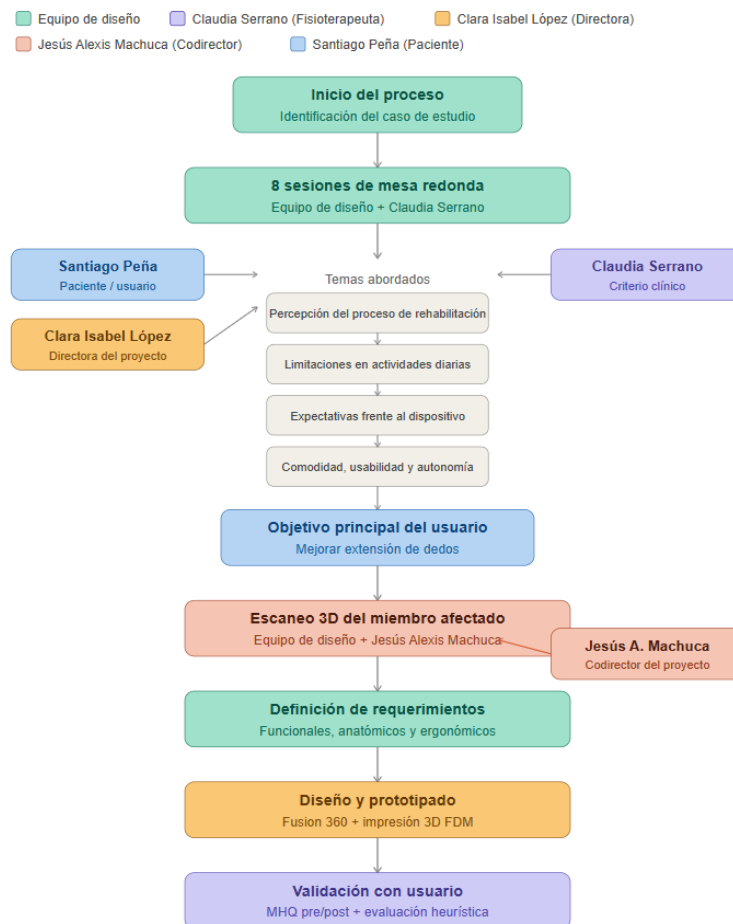 Equipo de diseño
Claudia Serrano (Fisioterapeuta)
Clara Isabel López (Directora)
Jesús Alexis Machuca (Codirector)
Santiago Peña (Paciente)
Inicio del proceso
Identificación del caso de estudio
8 sesiones de mesa redonda
Equipo de diseño + Claudia Serrano
Santiago Peña
Paciente / usuario
Claudia Serrano
Criterio clínico
Temas abordados
Clara Isabel López
Directora del proyecto
Percepción del proceso de rehabilitación
Limitaciones en actividades diarias
Expectativas frente al dispositivo
Comodidad, usabilidad y autonomía
Objetivo principal del usuario
Mejorar extensión de dedos
Escaneo 3D del miembro afectado
Equipo de diseño + Jesús Alexis Machuca
Jesús A. Machuca
Codirector del proyecto
Definición de requerimientos
Funcionales, anatómicos y ergonómicos
Diseño y prototipado
Fusion 360 + impresión 3D FDM
Validación con usuario
MHQ pre/post + evaluación heurística